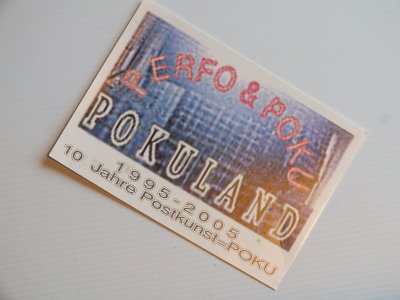 PERFO & POKU
POKULAND
1995-2005
10 Jahre Postkunst=POKU